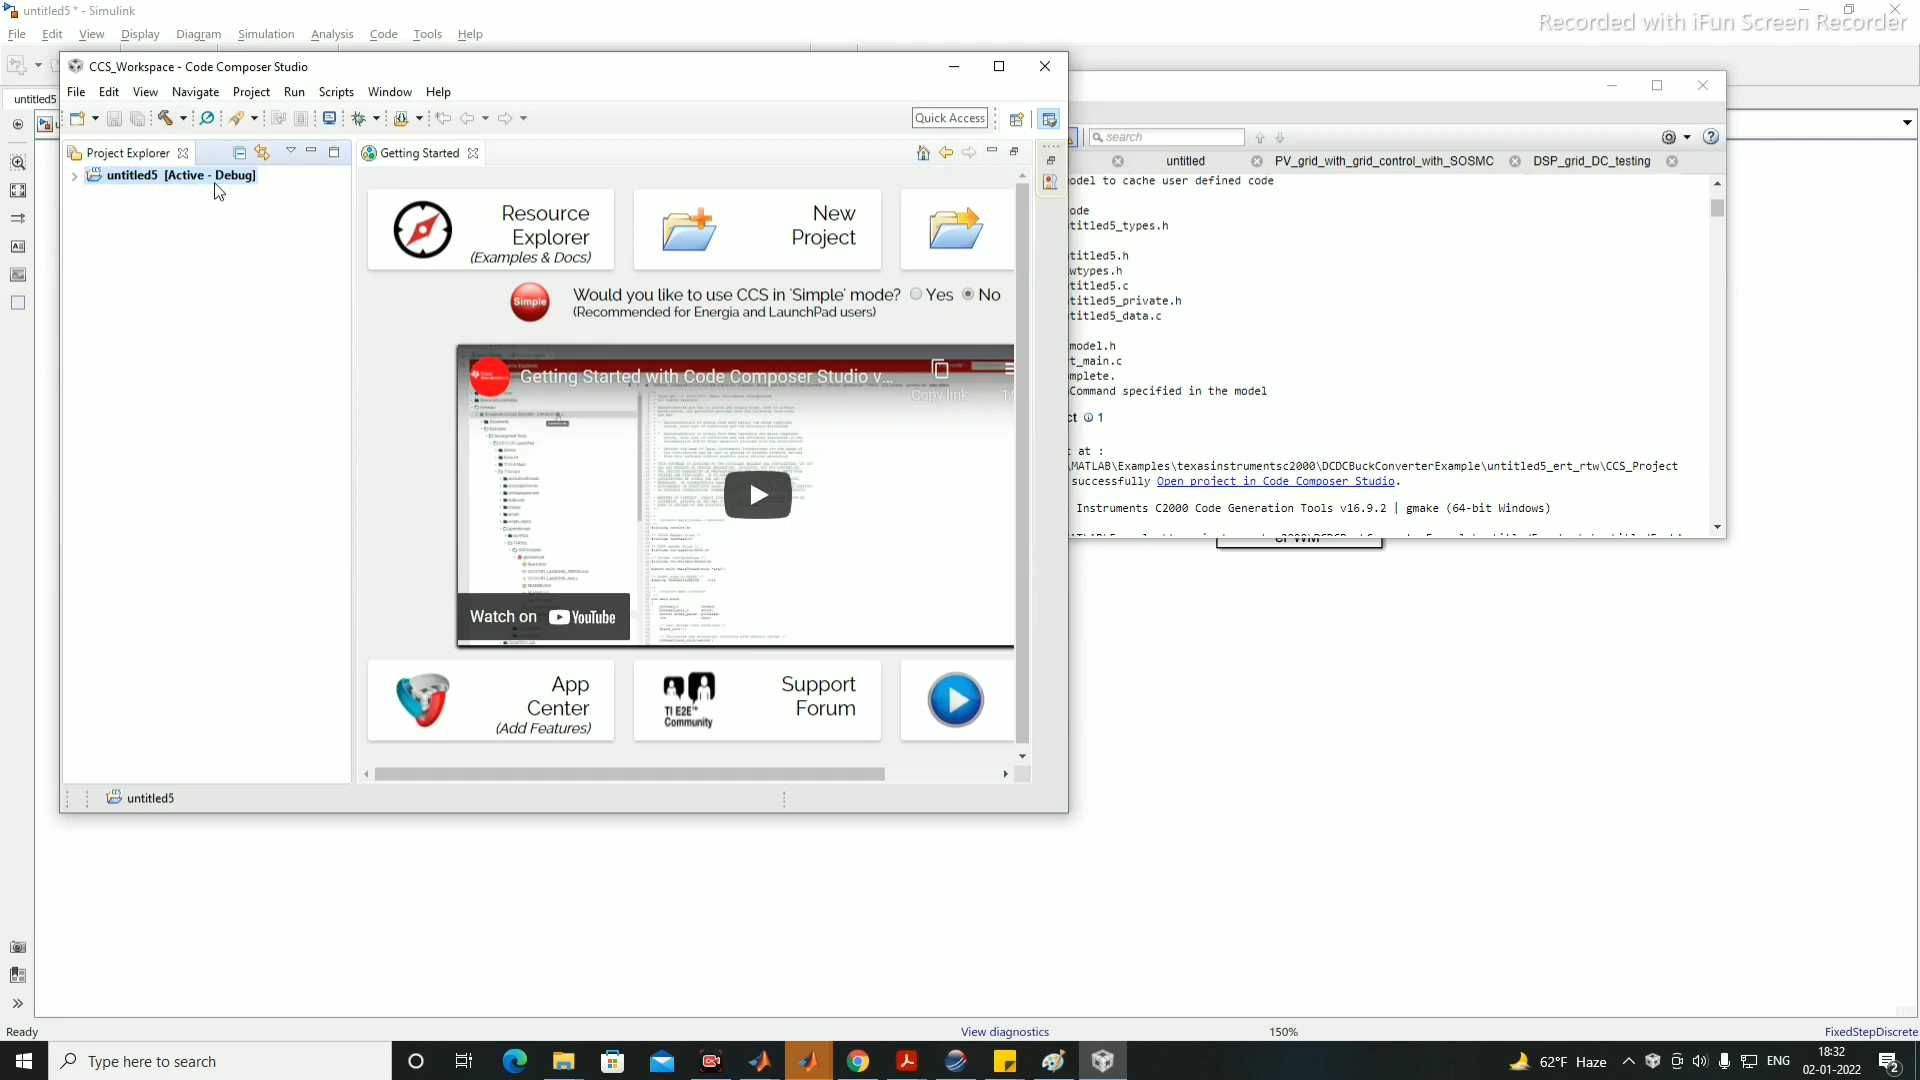 untitled5 * - Simulink
Recorded with iFun Screen Recorder
File Edit View Display Diagram Simulation Analysis Code Tools Help
CCS_Workspace - Code Composer Studio
File Edit View Navigate Project Run Scripts Window Help
untitled5
Quick Access
search
Project Explorer
Getting Started
untitled
PV_grid_with_grid_control_with_SOSMC
DSP_grid_DC_testing
untitled5 [Active - Debug]
Resource
Explorer
(Examples & Docs)
New
Project
Simple
Would you like to use CCS in 'Simple' mode? Yes No
(Recommended for Energia and LaunchPad users)
Getting Started with Code Composer Studio v...
Copy link
Watch on YouTube
App
Center
(Add Features)
TI E2E™
Community
Support
Forum
untitled5
odel to cache user defined code
ode
titled5_types.h
titled5.h
wtypes.h
titled5.c
titled5_private.h
titled5_data.c
model.h
t_main.c
mplete.
Command specified in the model
ct 1
t at :
\MATLAB\Examples\texasinstrumentsc2000\DCDCBuckConverterExample\untitled5_ert_rtw\CCS_Project
successfully Open project in Code Composer Studio.
Instruments C2000 Code Generation Tools v16.9.2 | gmake (64-bit Windows)
Ready
View diagnostics
150%
FixedStepDiscrete
Type here to search
62°F Haze
ENG
18:32
02-01-2022
2